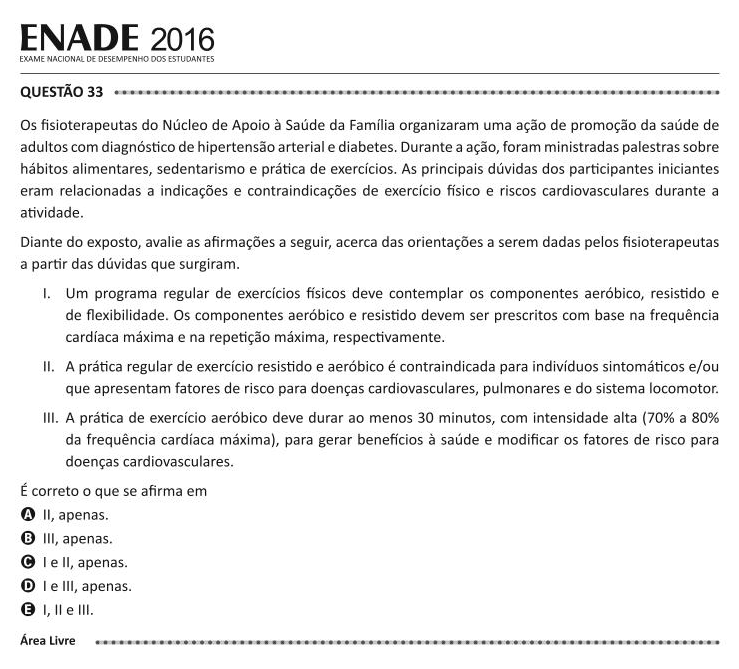 ENADE 2016
EXAME NACIONAL DE DESEMPENHO DOS ESTUDANTES
QUESTÃO 33
Os fisioterapeutas do Núcleo de Apoio à Saúde da Família organizaram uma ação de promoção da saúde de
adultos com diagnóstico de hipertensão arterial e diabetes. Durante a ação, foram ministradas palestras sobre
hábitos alimentares, sedentarismo e prática de exercícios. As principais dúvidas dos participantes iniciantes
eram relacionadas a indicações e contraindicações de exercício físico e riscos cardiovasculares durante a
atividade.
Diante do exposto, avalie as afirmações a seguir, acerca das orientações a serem dadas pelos fisioterapeutas
a partir das dúvidas que surgiram.
I. Um programa regular de exercícios físicos deve contemplar os componentes aeróbico, resistido e
de flexibilidade. Os componentes aeróbico e resistido devem ser prescritos com base na frequência
cardíaca máxima e na repetição máxima, respectivamente.
II. A prática regular de exercício resistido e aeróbico é contraindicada para indivíduos sintomáticos e/ou
que apresentam fatores de risco para doenças cardiovasculares, pulmonares e do sistema locomotor.
III. A prática de exercício aeróbico deve durar ao menos 30 minutos, com intensidade alta (70% a 80%
da frequência cardíaca máxima), para gerar benefícios à saúde e modificar os fatores de risco para
doenças cardiovasculares.
É correto o que se afirma em
A II, apenas.
B III, apenas.
C I e II, apenas.
D I e III, apenas.
E I, II e III.
Área Livre